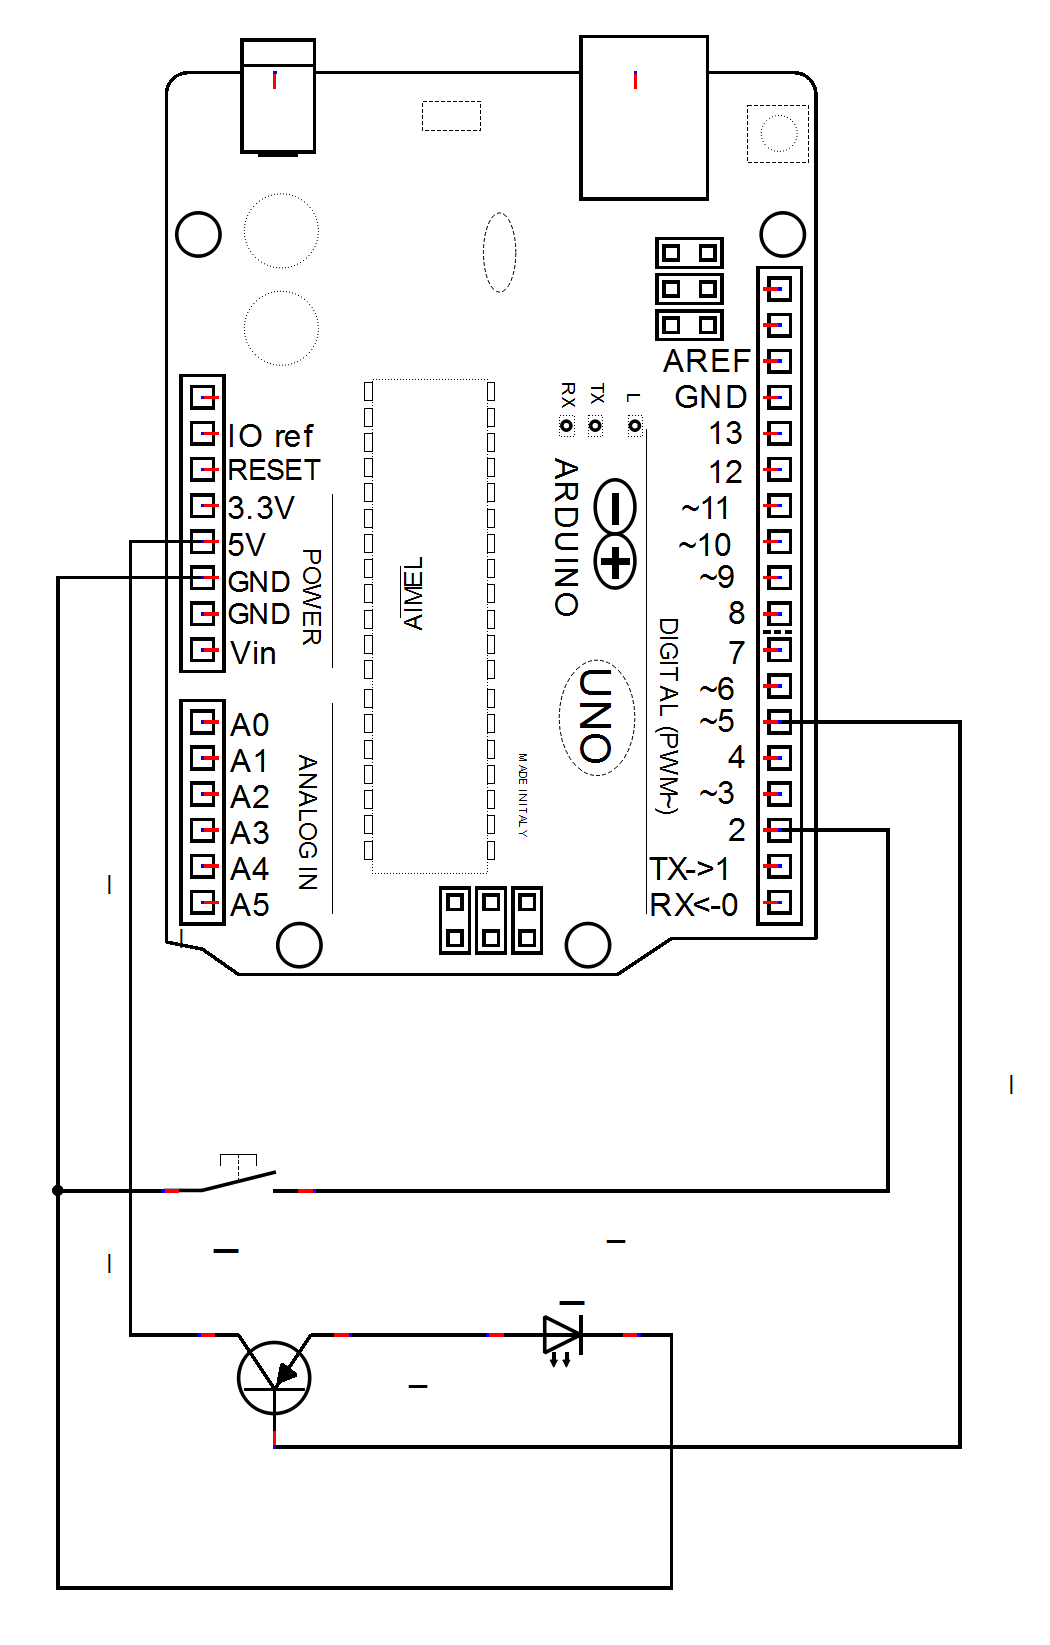 AREF
GND
13
12
~11
~10
~9
8
7
~6
~5
4
~3
2
TX->1
RX<-0
IO ref
RESET
3.3V
5V
GND
GND
Vin
POWER
A0
A1
A2
A3
A4
A5
ANALOG IN
AIMEL
RX
TX
L
ARDUINO
UNO
DIGITAL (PWM~)
MADE IN ITALY